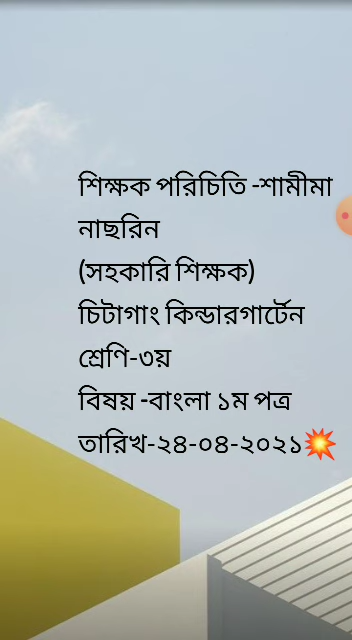 শিক্ষক পরিচিতি -শামীমা
নাছরিন
(সহকারি শিক্ষক)
চিটাগাং কিন্ডারগার্টেন
শ্রেণি-৩য়
বিষয় -বাংলা ১ম পত্র
তারিখ-২৪-০৪-২০২১💥